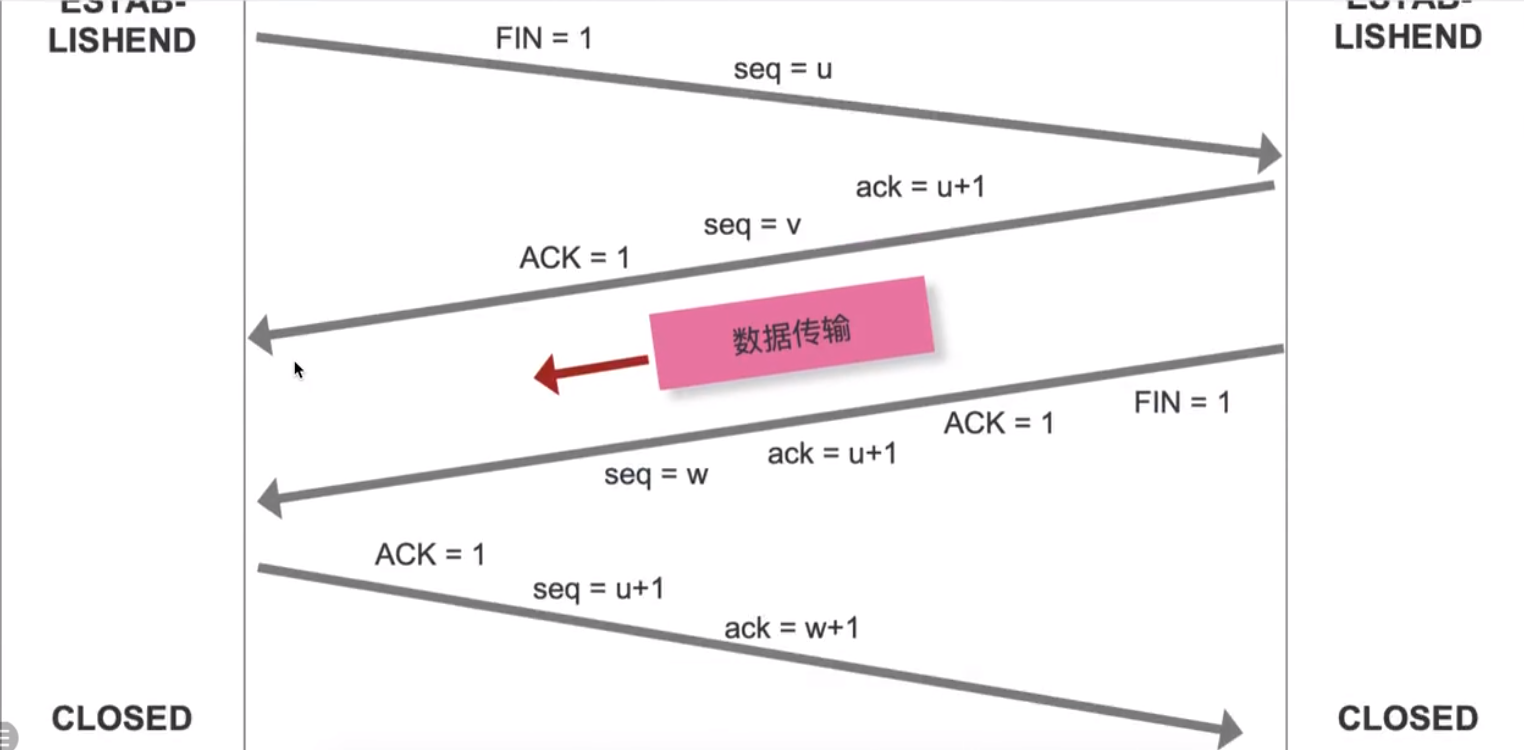 ESTAB-
LISHEND
ESTAB-
LISHEND
FIN = 1
seq = u
ack = u+1
seq = v
ACK = 1
数据传输
FIN = 1
ACK = 1
ack = u+1
seq = w
ACK = 1
seq = u+1
ack = w+1
CLOSED
CLOSED